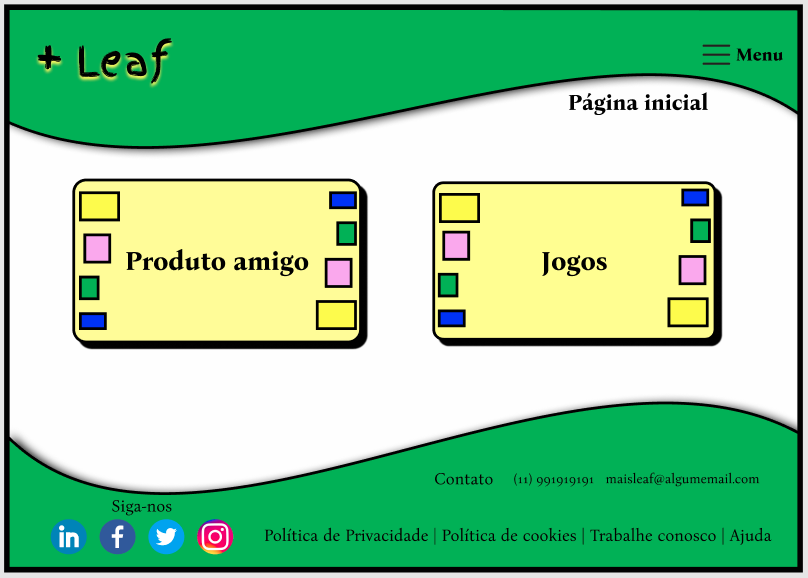 + Leaf
Menu
Página inicial
Produto amigo
Jogos
Contato (11) 991919191 maisleaf@algumemail.com
Siga-nos
Política de Privacidade | Política de cookies | Trabalhe conosco | Ajuda